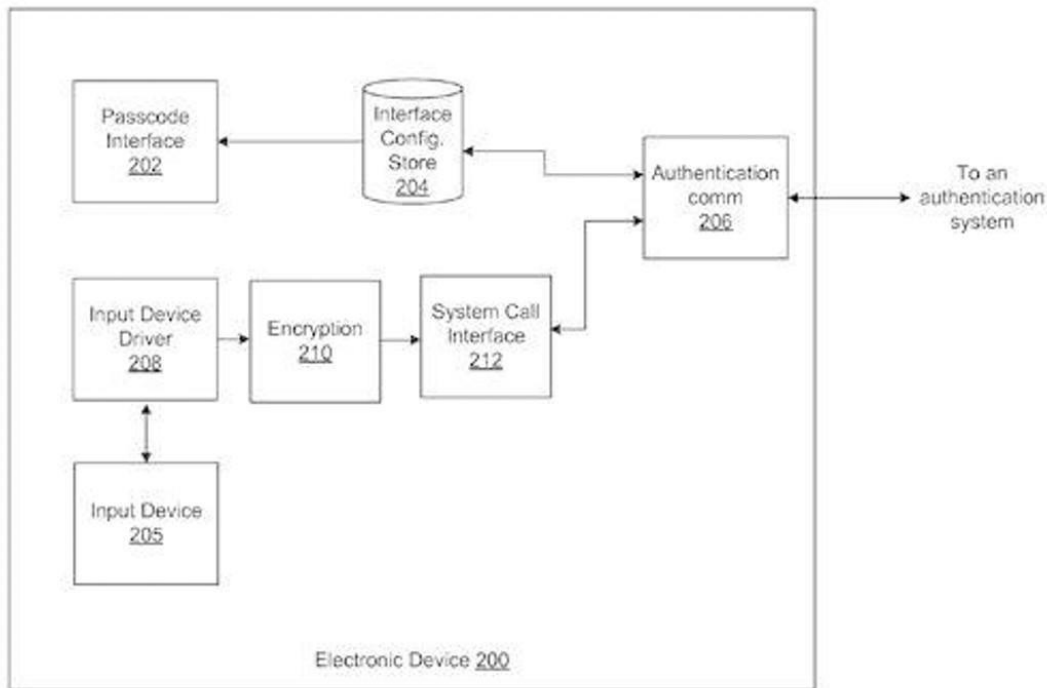 Passcode
Interface
202
Interface
Config.
Store
204
Authentication
comm
206
To an
authentication
system
Input Device
Driver
208
Encryption
210
System Call
Interface
212
Input Device
205
Electronic Device 200